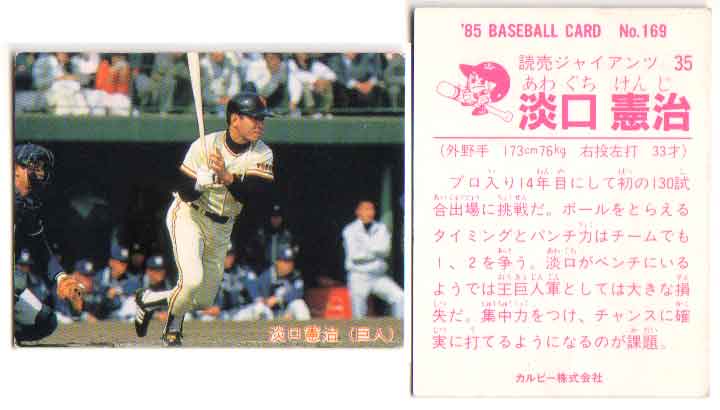 淡口憲治(巨人)
'85 BASEBALL CARD No.169
読売ジャイアンツ 35
あわ ぐち けん じ
淡口 憲治
(外野手 173cm76kg 右投左打 33才)
プロ入り14年目にして初の130試
合出場に挑戦だ。ボールをとらえる
タイミングとパンチ力はチームでも
1、2を争う。淡口がベンチにいる
ようでは王巨人軍としては大きな損
失だ。集中力をつけ、チャンスに確
実に打てるようになるのが課題。
カルビー株式会社